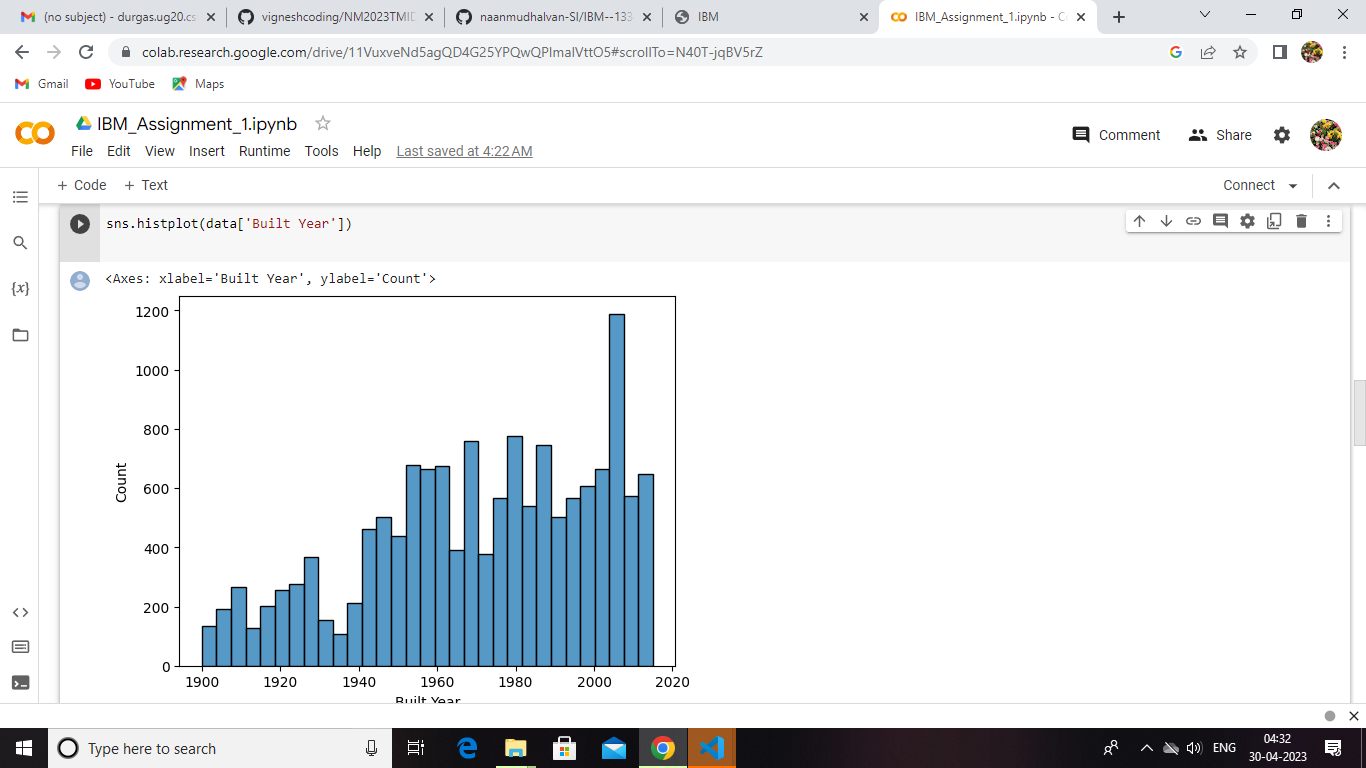 (no subject) - durgas.ug20.cs
vigneshcoding/NM2023TMID
naanmudhalvan-SI/IBM--133
IBM
IBM_Assignment_1.ipynb - C
colab.research.google.com/drive/11VuxveNd5agQD4G25YPQwQPlmalVttO5#scrollTo=N40T-jqBV5rZ
Gmail
YouTube
Maps
IBM_Assignment_1.ipynb
Comment
Share
File Edit View Insert Runtime Tools Help Last saved at 4:22 AM
+ Code + Text
Connect
sns.histplot(data['Built Year'])
{x}
<Axes: xlabel='Built Year', ylabel='Count'>
1200
1000
800
600
400
200
0
Count
1900 1920 1940 1960 1980 2000 2020
Built Year
Type here to search
ENG
04:32
30-04-2023